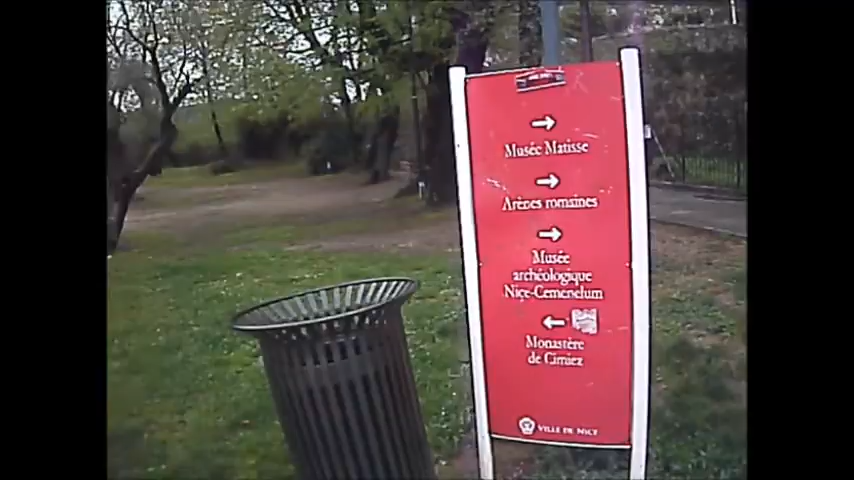 Musée Matisse
Arènes romaines
Musée
archéologique
Nice-Cemenelum
Monastère
de Cimiez
VILLE DE NICE